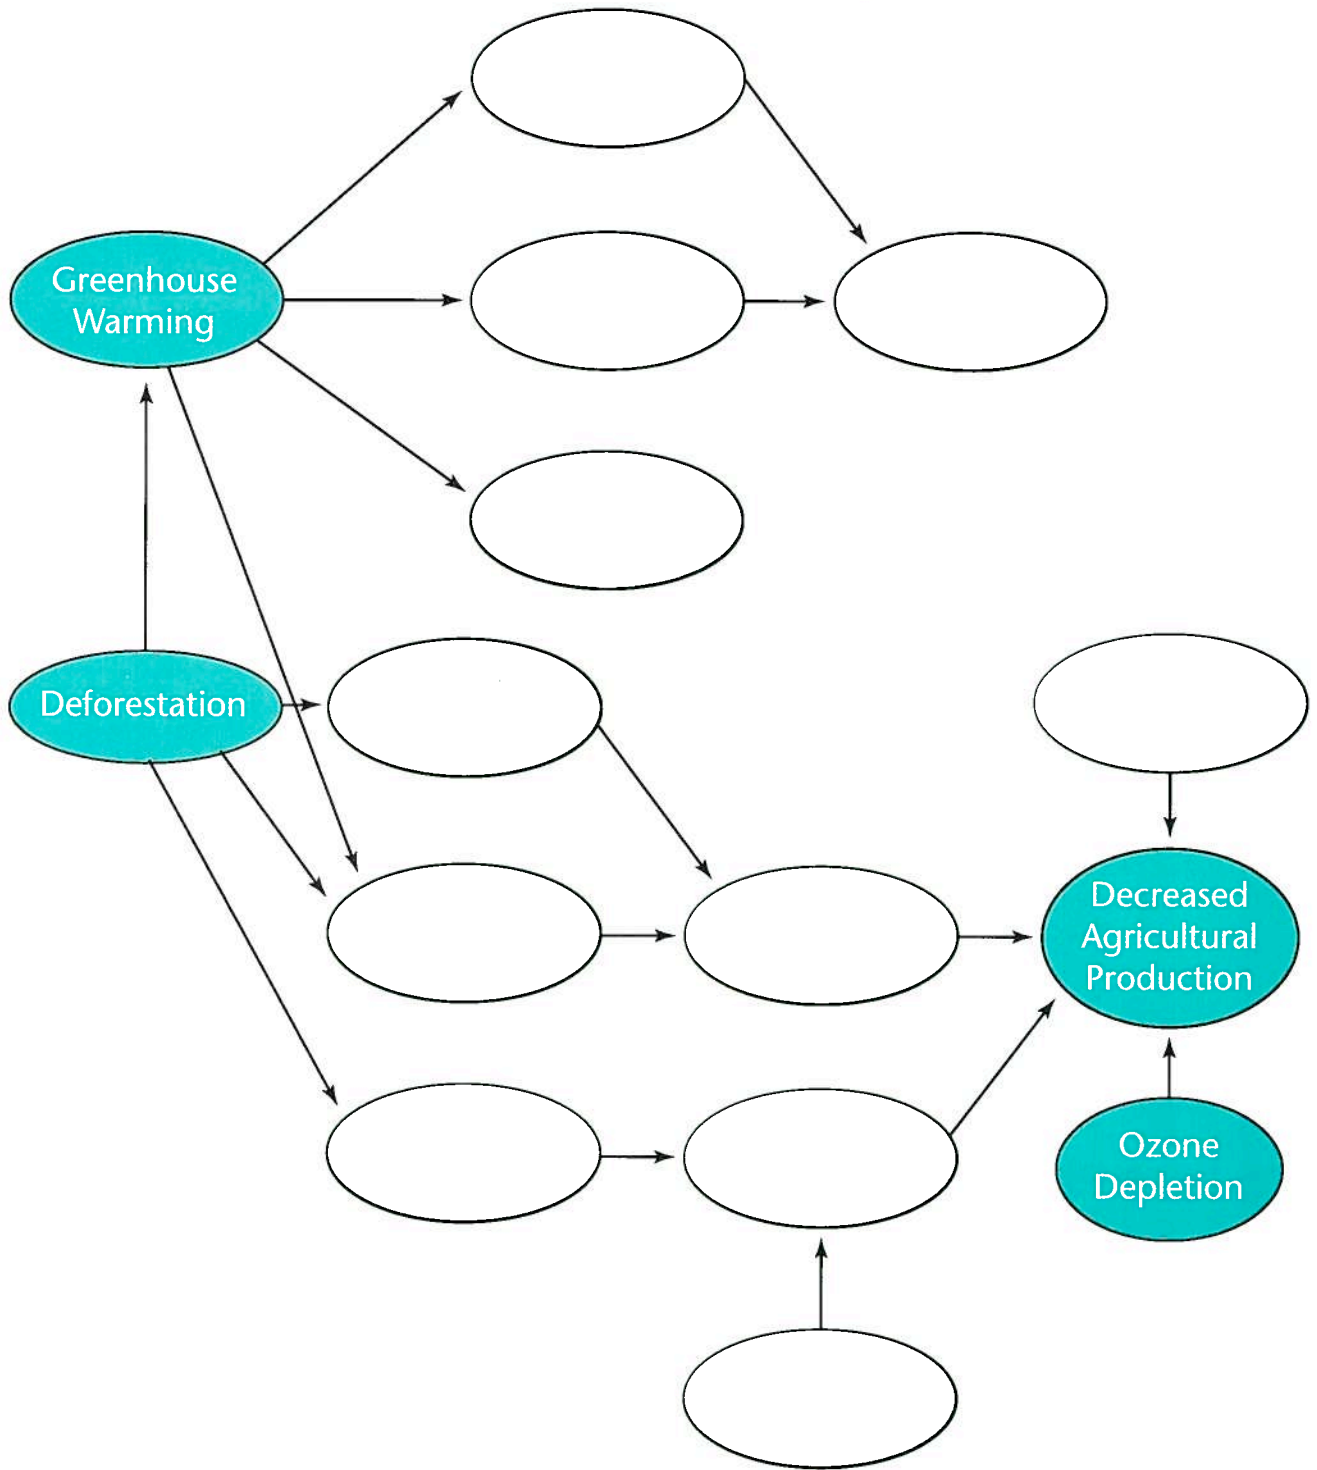 Greenhouse
Warming
Deforestation
Decreased
Agricultural
Production
Ozone
Depletion